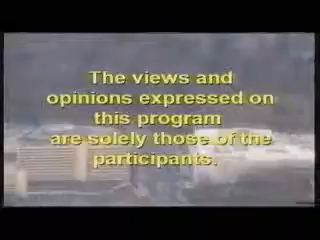 The views and
opinions expressed on
this program
are solely those of the
participants.